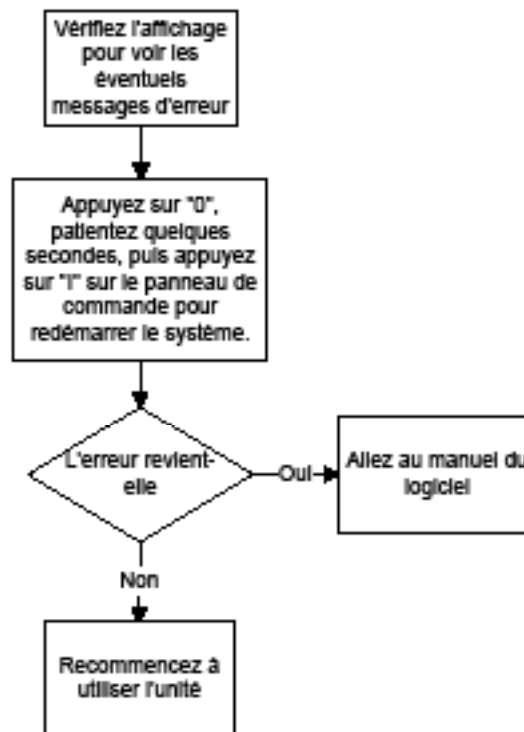 Vérifiez l'affichage
pour voir les
éventuels
messages d'erreur
Appuyez sur "0",
patientez quelques
secondes, puis appuyez
sur "I" sur le panneau de
commande pour
redémarrer le système.
L'erreur revient-
elle
Oui
Allez au manuel du
logiciel
Non
Recommencez à
utiliser l'unité